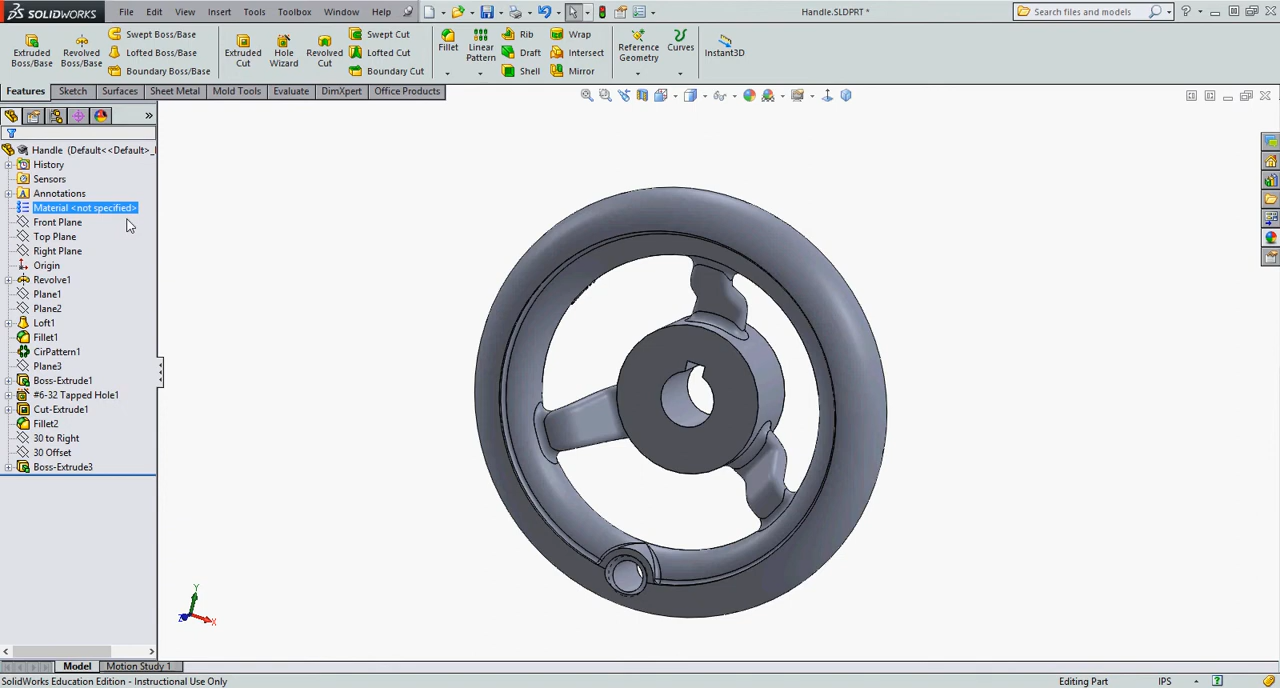 SOLIDWORKS File Edit View Insert Tools Toolbox Window Help Handle.SLDPRT * Search files and models
Extruded Boss/Base
Revolved Boss/Base
Swept Boss/Base
Lofted Boss/Base
Boundary Boss/Base
Extruded Cut
Hole Wizard
Revolved Cut
Swept Cut
Lofted Cut
Boundary Cut
Fillet
Linear Pattern
Rib
Draft
Shell
Wrap
Intersect
Mirror
Reference Geometry
Curves
Instant3D
Features Sketch Surfaces Sheet Metal Mold Tools Evaluate DimXpert Office Products
Handle (Default<<Default>_
History
Sensors
Annotations
Material <not specified>
Front Plane
Top Plane
Right Plane
Origin
Revolve1
Plane1
Plane2
Loft1
Fillet1
CirPattern1
Plane3
Boss-Extrude1
#6-32 Tapped Hole1
Cut-Extrude1
Fillet2
30 to Right
30 Offset
Boss-Extrude3
Y
Z X
Model Motion Study 1
SolidWorks Education Edition - Instructional Use Only Editing Part IPS